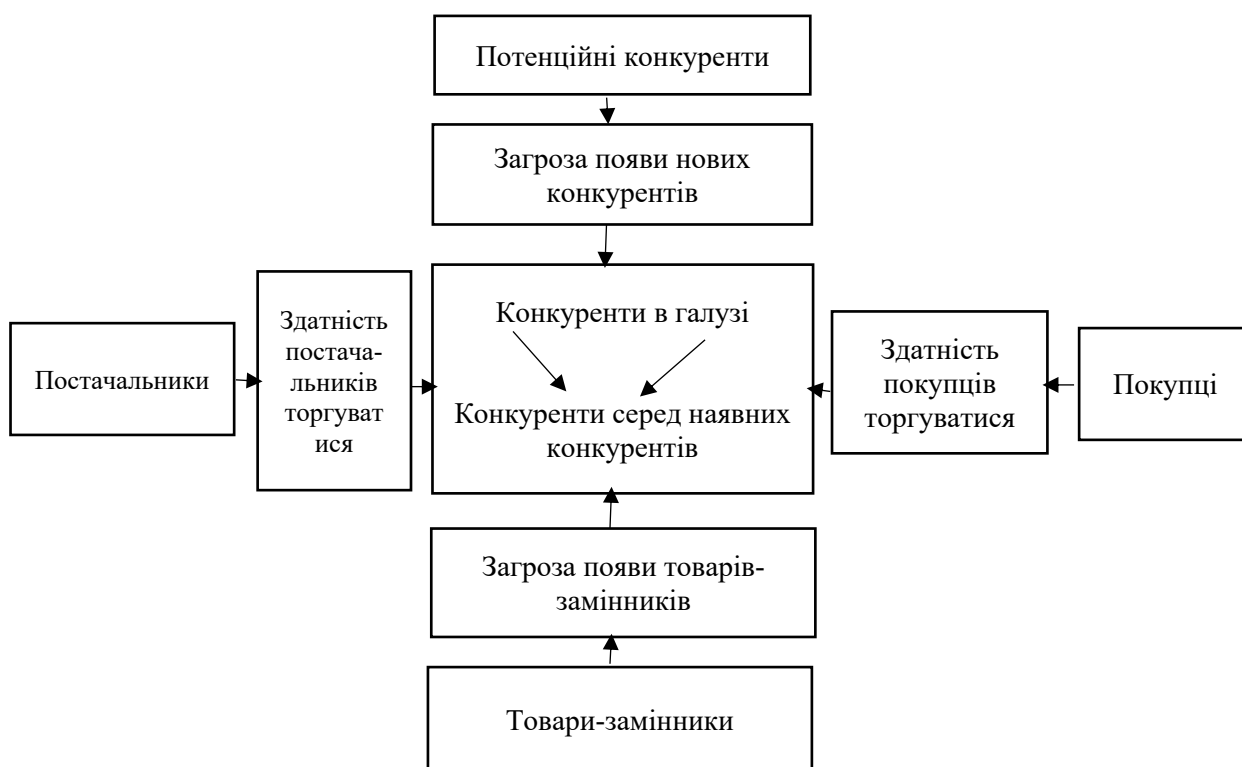 Потенційні конкуренти
Загроза появи нових
конкурентів
Конкуренти в галузі
Конкуренти серед наявних
конкурентів
Постачальники
Здатність
постача-
льників
торгуват
ися
Здатність
покупців
торгуватися
Покупці
Загроза появи товарів-
замінників
Товари-замінники